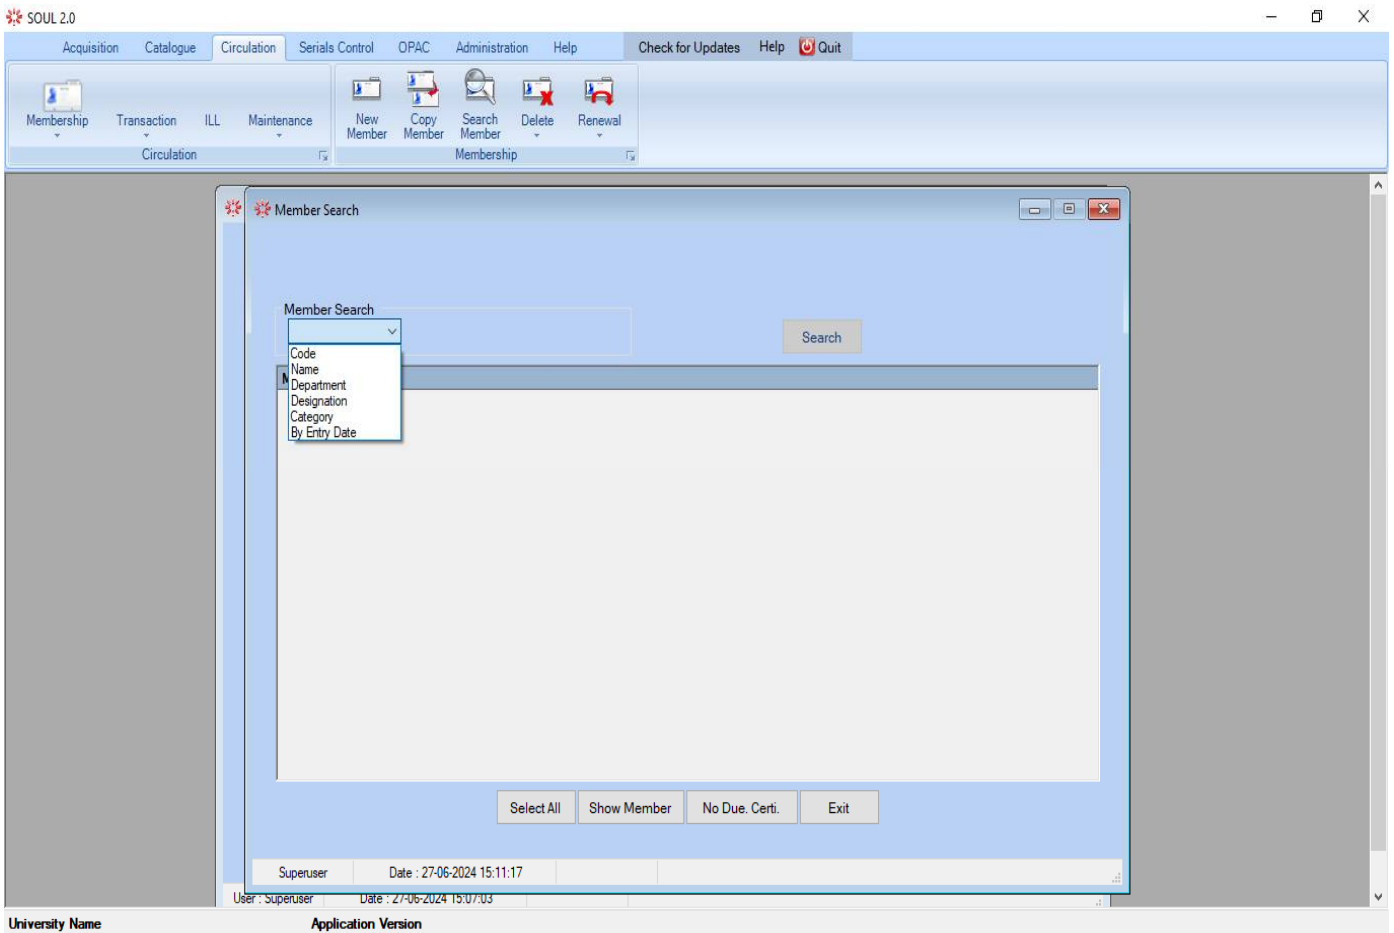 SOUL 2.0
Acquisition Catalogue Circulation Serials Control OPAC Administration Help Check for Updates Help Quit
Membership Transaction ILL Maintenance New Member Copy Member Search Member Delete Renewal
Circulation Membership
Member Search
Member Search
Search
Code
Name
Department
Designation
Category
By Entry Date
Select All Show Member No Due. Certi. Exit
Superuser Date : 27-06-2024 15:11:17
User : Superuser Date : 27-06-2024 15:07:03
University Name Application Version